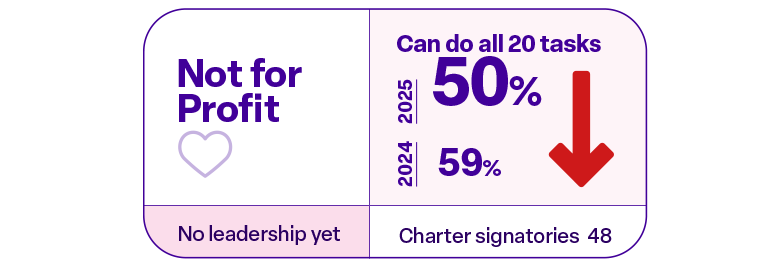 Not for
Profit
No leadership yet
Can do all 20 tasks
2025 50%
2024 59%
Charter signatories 48